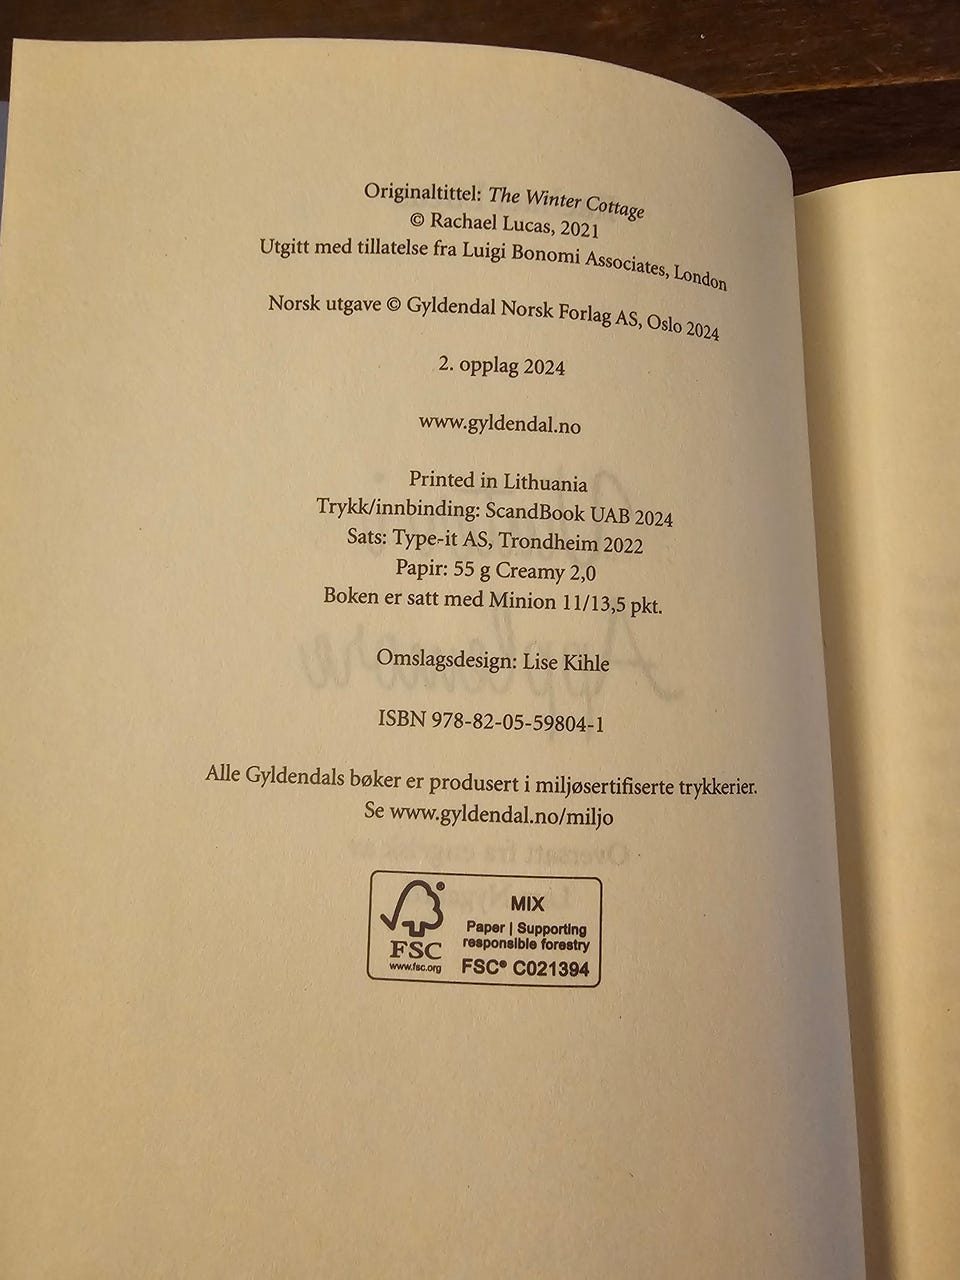 Originaltittel: The Winter Cottage
© Rachael Lucas, 2021
Utgitt med tillatelse fra Luigi Bonomi Associates, London
Norsk utgave © Gyldendal Norsk Forlag AS, Oslo 2024
2. opplag 2024
www.gyldendal.no
Printed in Lithuania
Trykk/innbinding: ScandBook UAB 2024
Sats: Type-it AS, Trondheim 2022
Papir: 55 g Creamy 2,0
Boken er satt med Minion 11/13,5 pkt.
Omslagsdesign: Lise Kihle
ISBN 978-82-05-59804-1
Alle Gyldendals bøker er produsert i miljøsertifiserte trykkerier.
Se www.gyldendal.no/miljo
FSC
www.fsc.org
MIX
Paper | Supporting
responsible forestry
FSC® C021394